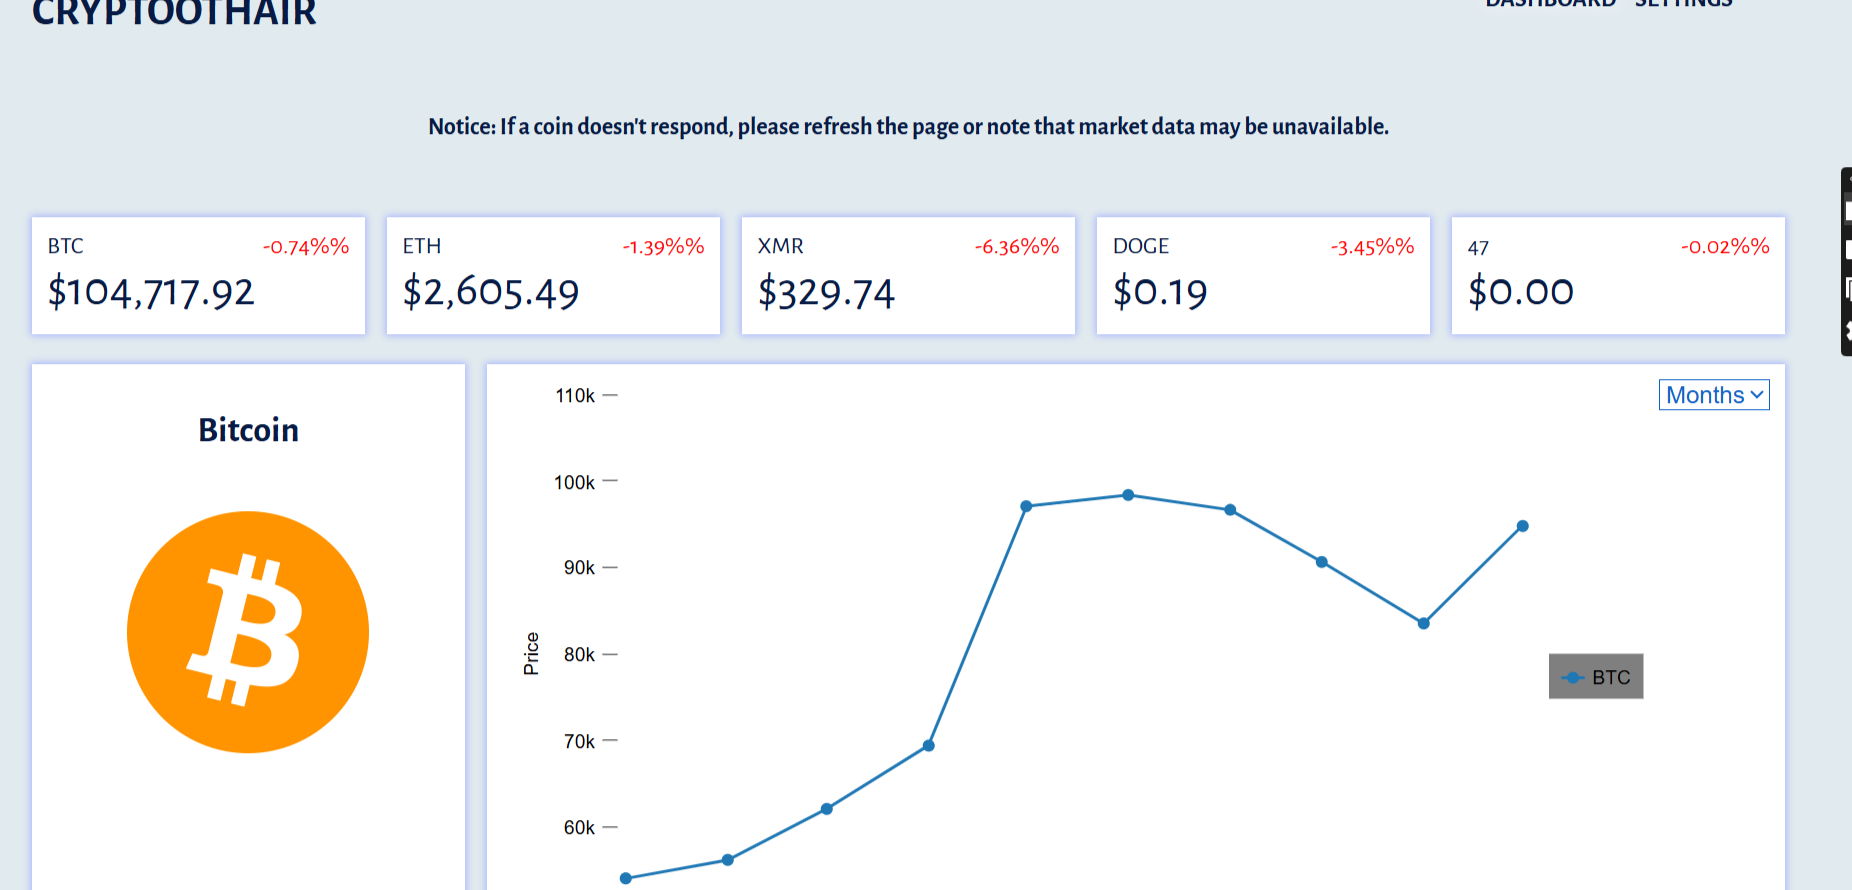 CRYPTOOTHAIR
DASHBOARD SETTINGS
Notice: If a coin doesn't respond, please refresh the page or note that market data may be unavailable.
BTC -0.74%%
$104,717.92
ETH -1.39%%
$2,605.49
XMR -6.36%%
$329.74
DOGE -3.45%%
$0.19
47 -0.02%%
$0.00
Bitcoin
Months
110k
100k
90k
80k
70k
60k
Price
BTC